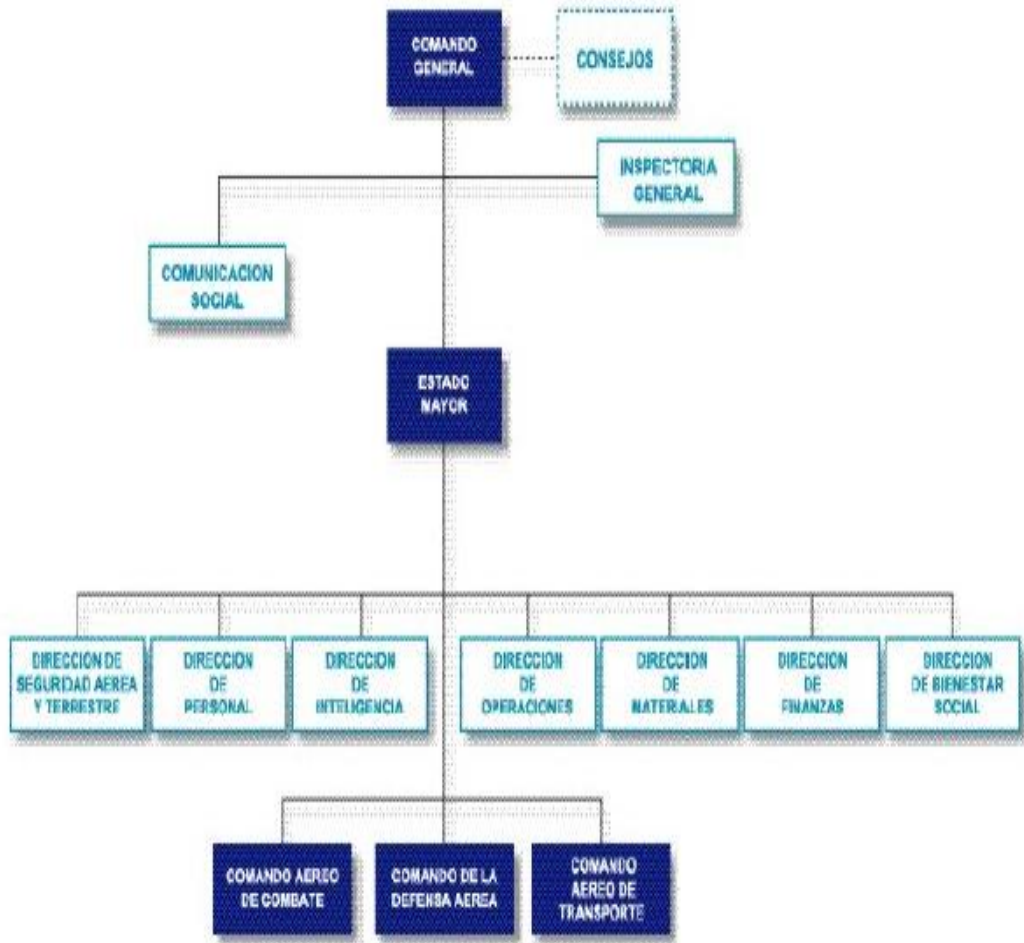 COMANDO
GENERAL
CONSEJOS
INSPECTORIA
GENERAL
COMUNICACION
SOCIAL
ESTADO
MAYOR
DIRECCION DE
SEGURIDAD AEREA
Y TERRESTRE
DIRECCION
DE
PERSONAL
DIRECCION
DE
INTELIGENCIA
DIRECCION
DE
OPERACIONES
DIRECCION
DE
MATERIALES
DIRECCION
DE
FINANZAS
DIRECCION
DE BIENESTAR
SOCIAL
COMANDO AEREO
DE COMBATE
COMANDO DE LA
DEFENSA AEREA
COMANDO
AEREO DE
TRANSPORTE